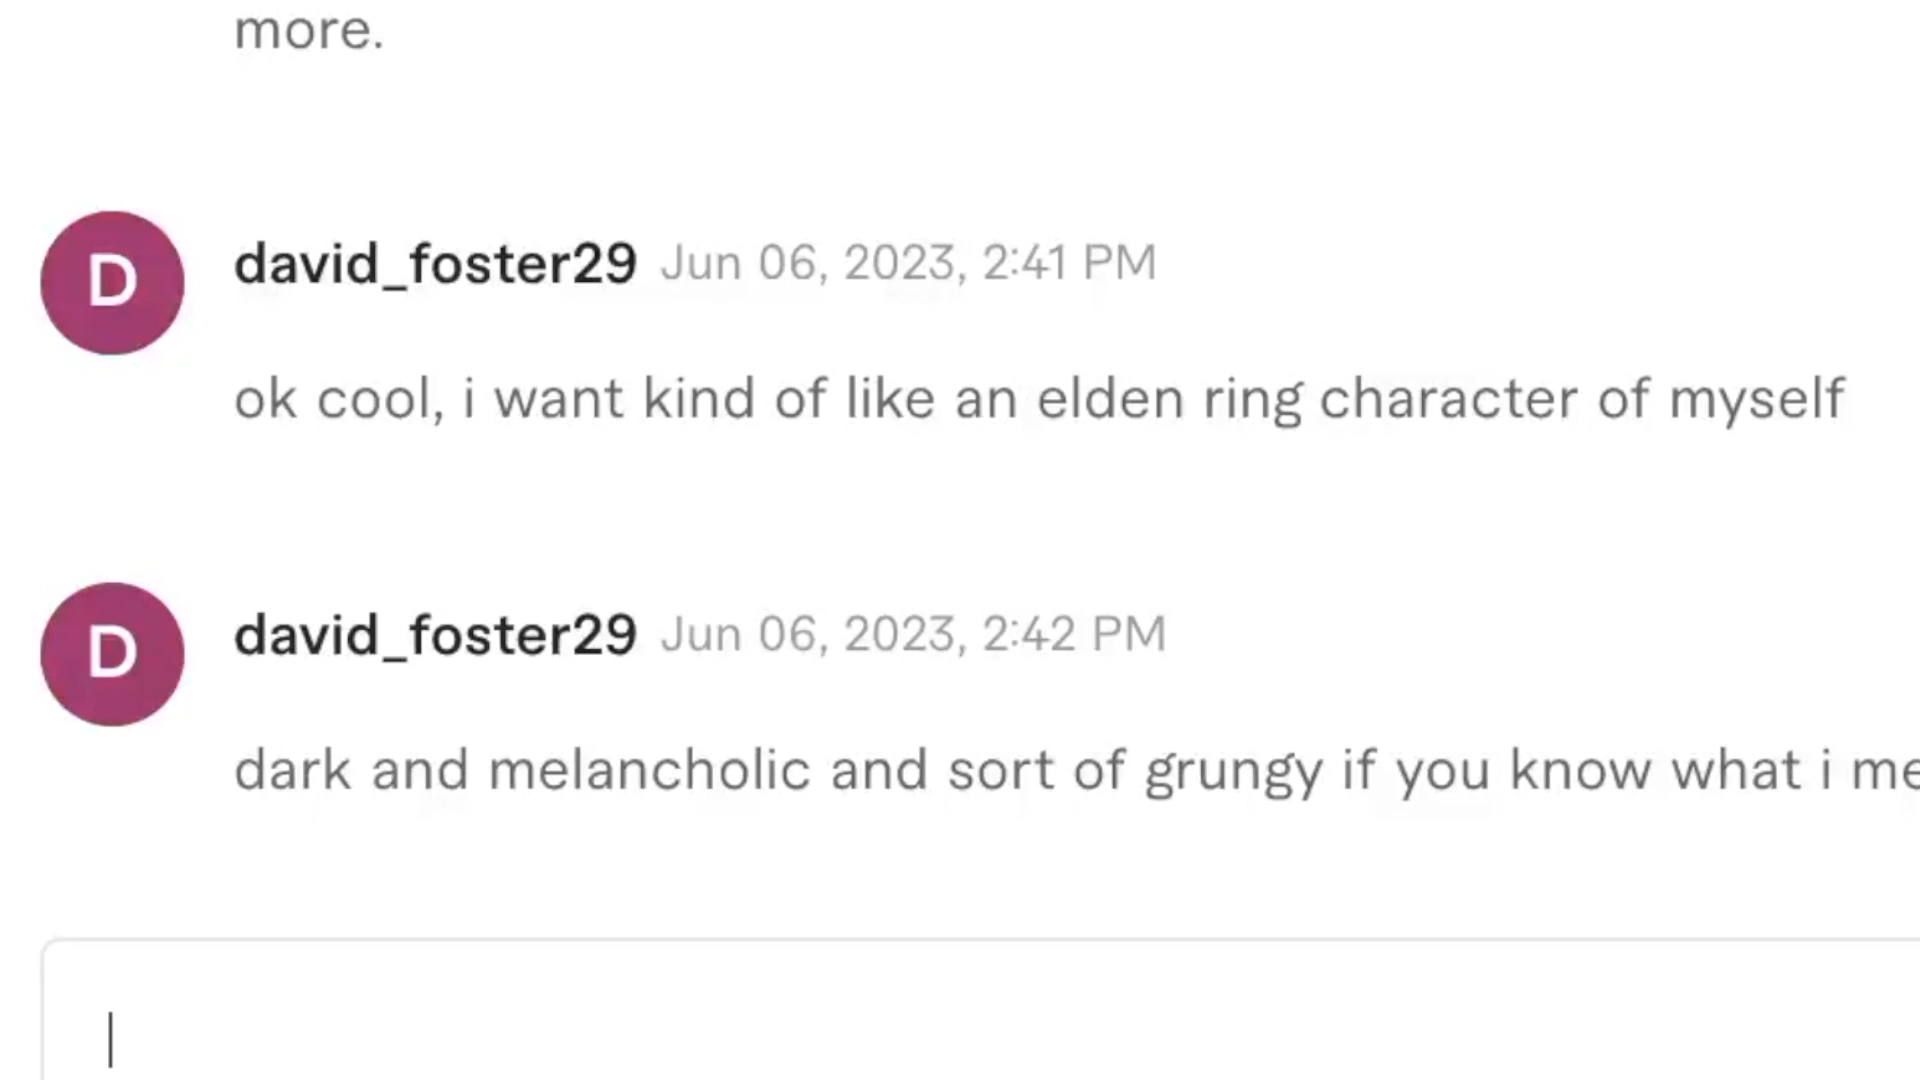 more.
D
david_foster29 Jun 06, 2023, 2:41 PM
ok cool, i want kind of like an elden ring character of myself
D
david_foster29 Jun 06, 2023, 2:42 PM
dark and melancholic and sort of grungy if you know what i me